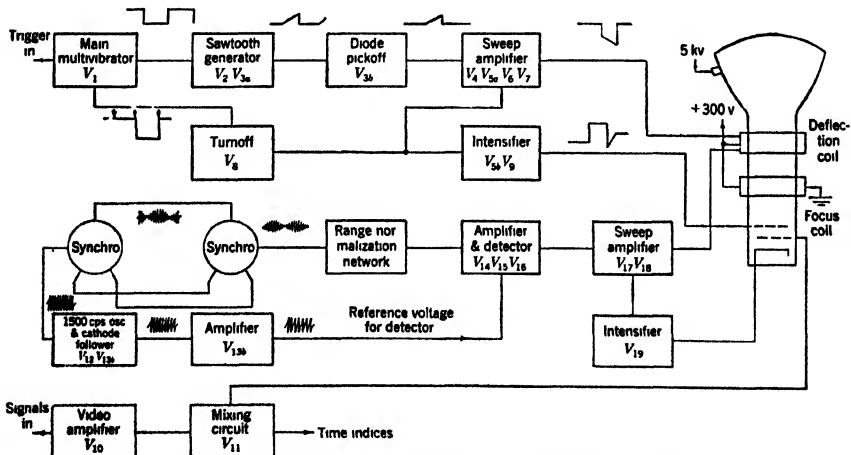 Trigger
in
Main
multivibrator
V1
Sawtooth
generator
V2 V3a
Diode
pickoff
V3b
Sweep
amplifier
V4 V5a V6 V7
5 kv
+300 v
Deflec-
tion
coil
Turnoff
V8
Intensifier
V5b V9
Focus
coil
Synchro
Synchro
Range nor
malization
network
Amplifier
& detector
V14 V15 V16
Sweep
amplifier
V17 V18
1500 cps osc
& cathode
follower
V12 V13a
Amplifier
V13b
Reference voltage
for detector
Intensifier
V19
Signals
in
Video
amplifier
V10
Mixing
circuit
V11
Time indices